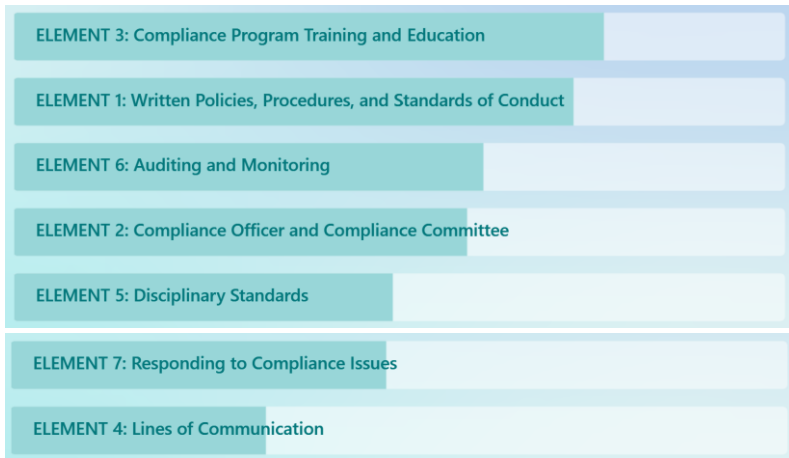 ELEMENT 3: Compliance Program Training and Education
ELEMENT 1: Written Policies, Procedures, and Standards of Conduct
ELEMENT 6: Auditing and Monitoring
ELEMENT 2: Compliance Officer and Compliance Committee
ELEMENT 5: Disciplinary Standards
ELEMENT 7: Responding to Compliance Issues
ELEMENT 4: Lines of Communication